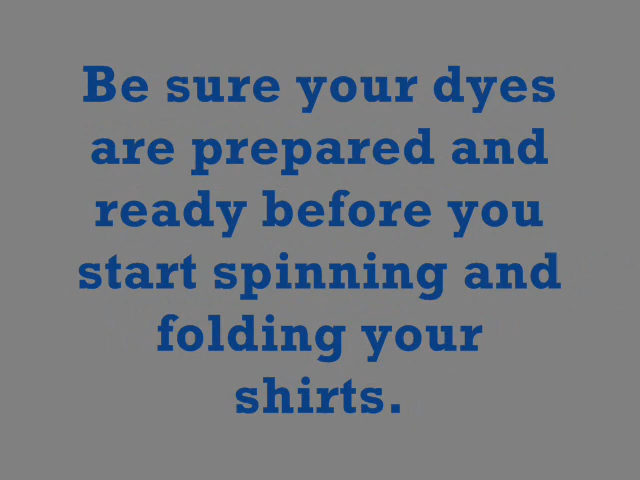 Be sure your dyes
are prepared and
ready before you
start spinning and
folding your
shirts.